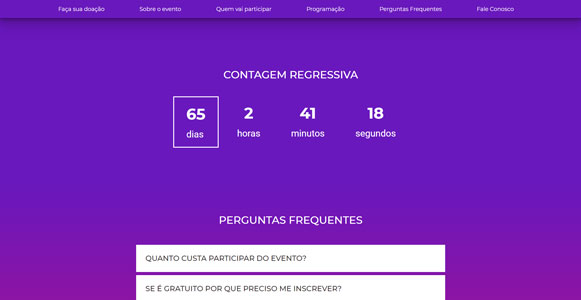 Faça sua doação Sobre o evento Quem vai participar Programação Perguntas Frequentes Fale Conosco
CONTAGEM REGRESSIVA
65 2 41 18
dias horas minutos segundos
PERGUNTAS FREQUENTES
QUANTO CUSTA PARTICIPAR DO EVENTO?
SE É GRATUITO POR QUE PRECISO ME INSCREVER?